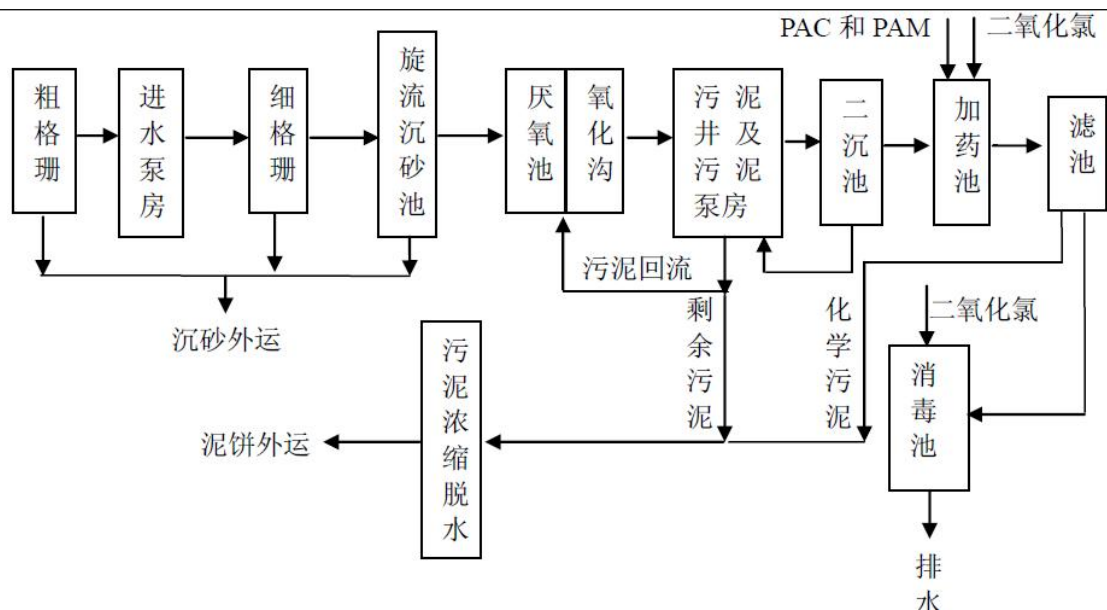 PAC 和 PAM
二氧化氯
粗格珊
进水泵房
细格珊
旋流沉砂池
厌氧池
氧化沟
污泥
井及
污泥
泵房
二沉池
加药池
滤池
污泥回流
沉砂外运
剩余污泥
化学污泥
二氧化氯
消毒池
污泥浓缩脱水
泥饼外运
排水